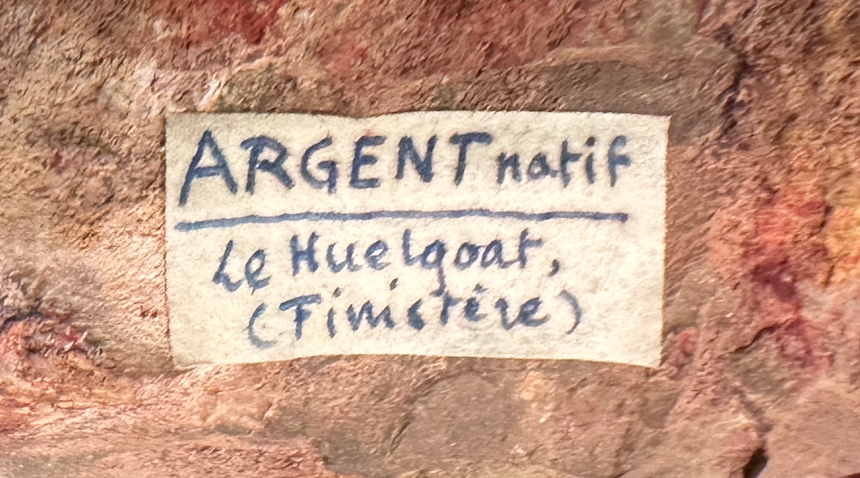 ARGENT natif
Le Huelgoat,
(Finistère)